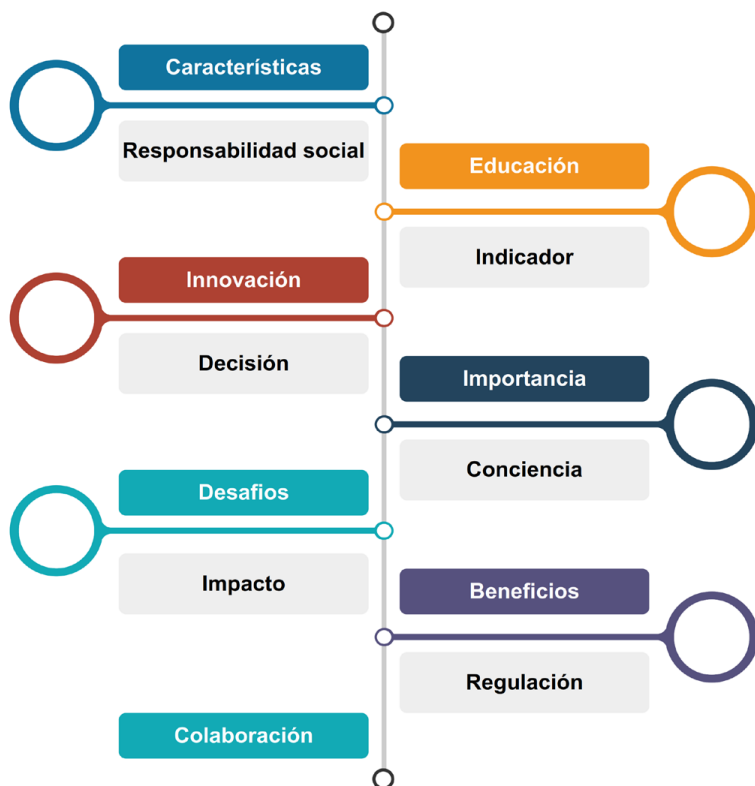 Características
Responsabilidad social
Educación
Indicador
Innovación
Decisión
Importancia
Conciencia
Desafios
Impacto
Beneficios
Regulación
Colaboración